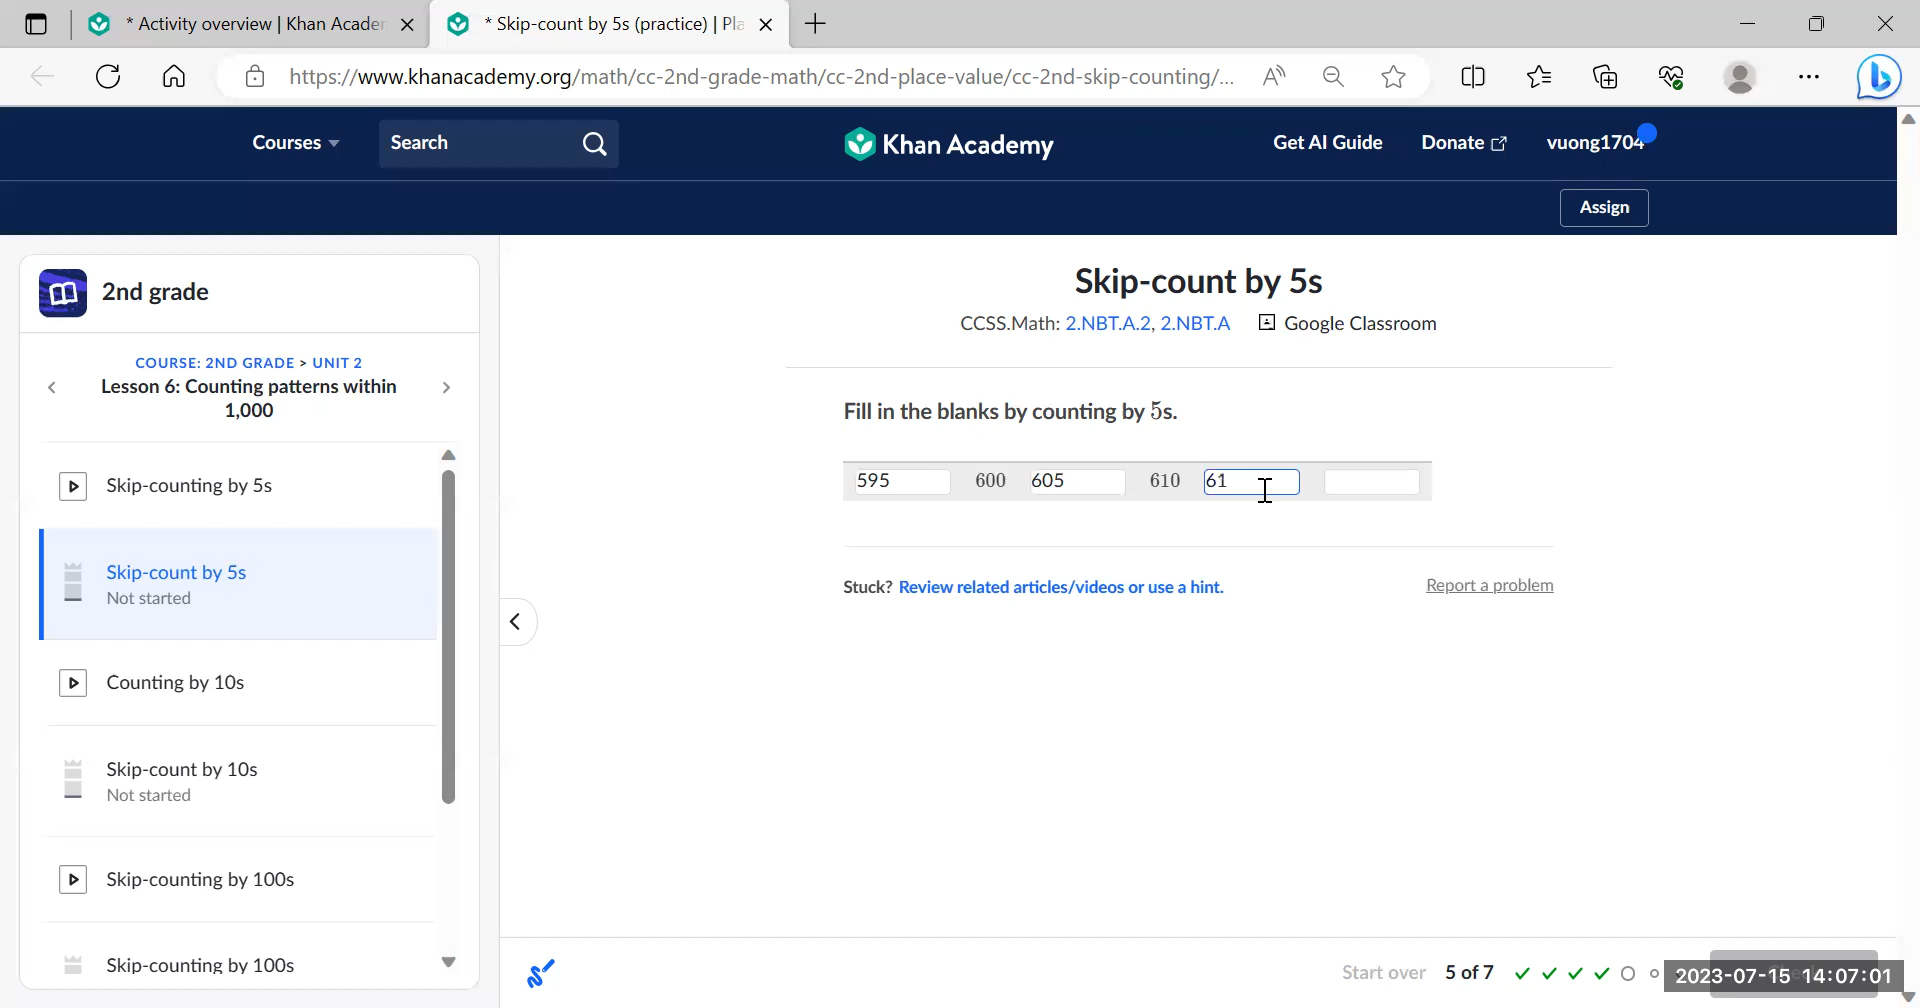 * Activity overview | Khan Acade
* Skip-count by 5s (practice) | Pla
https://www.khanacademy.org/math/cc-2nd-grade-math/cc-2nd-place-value/cc-2nd-skip-counting/...
Courses
Search
Khan Academy
Get AI Guide
Donate
vuong1704
Assign
2nd grade
COURSE: 2ND GRADE > UNIT 2
Lesson 6: Counting patterns within
1,000
Skip-counting by 5s
Skip-count by 5s
Not started
Counting by 10s
Skip-count by 10s
Not started
Skip-counting by 100s
Skip-counting by 100s
Skip-count by 5s
CCSS.Math: 2.NBT.A.2, 2.NBT.A Google Classroom
Fill in the blanks by counting by 5s.
595 600 605 610 61
Stuck? Review related articles/videos or use a hint.
Report a problem
Start over 5 of 7
2023-07-15 14:07:01